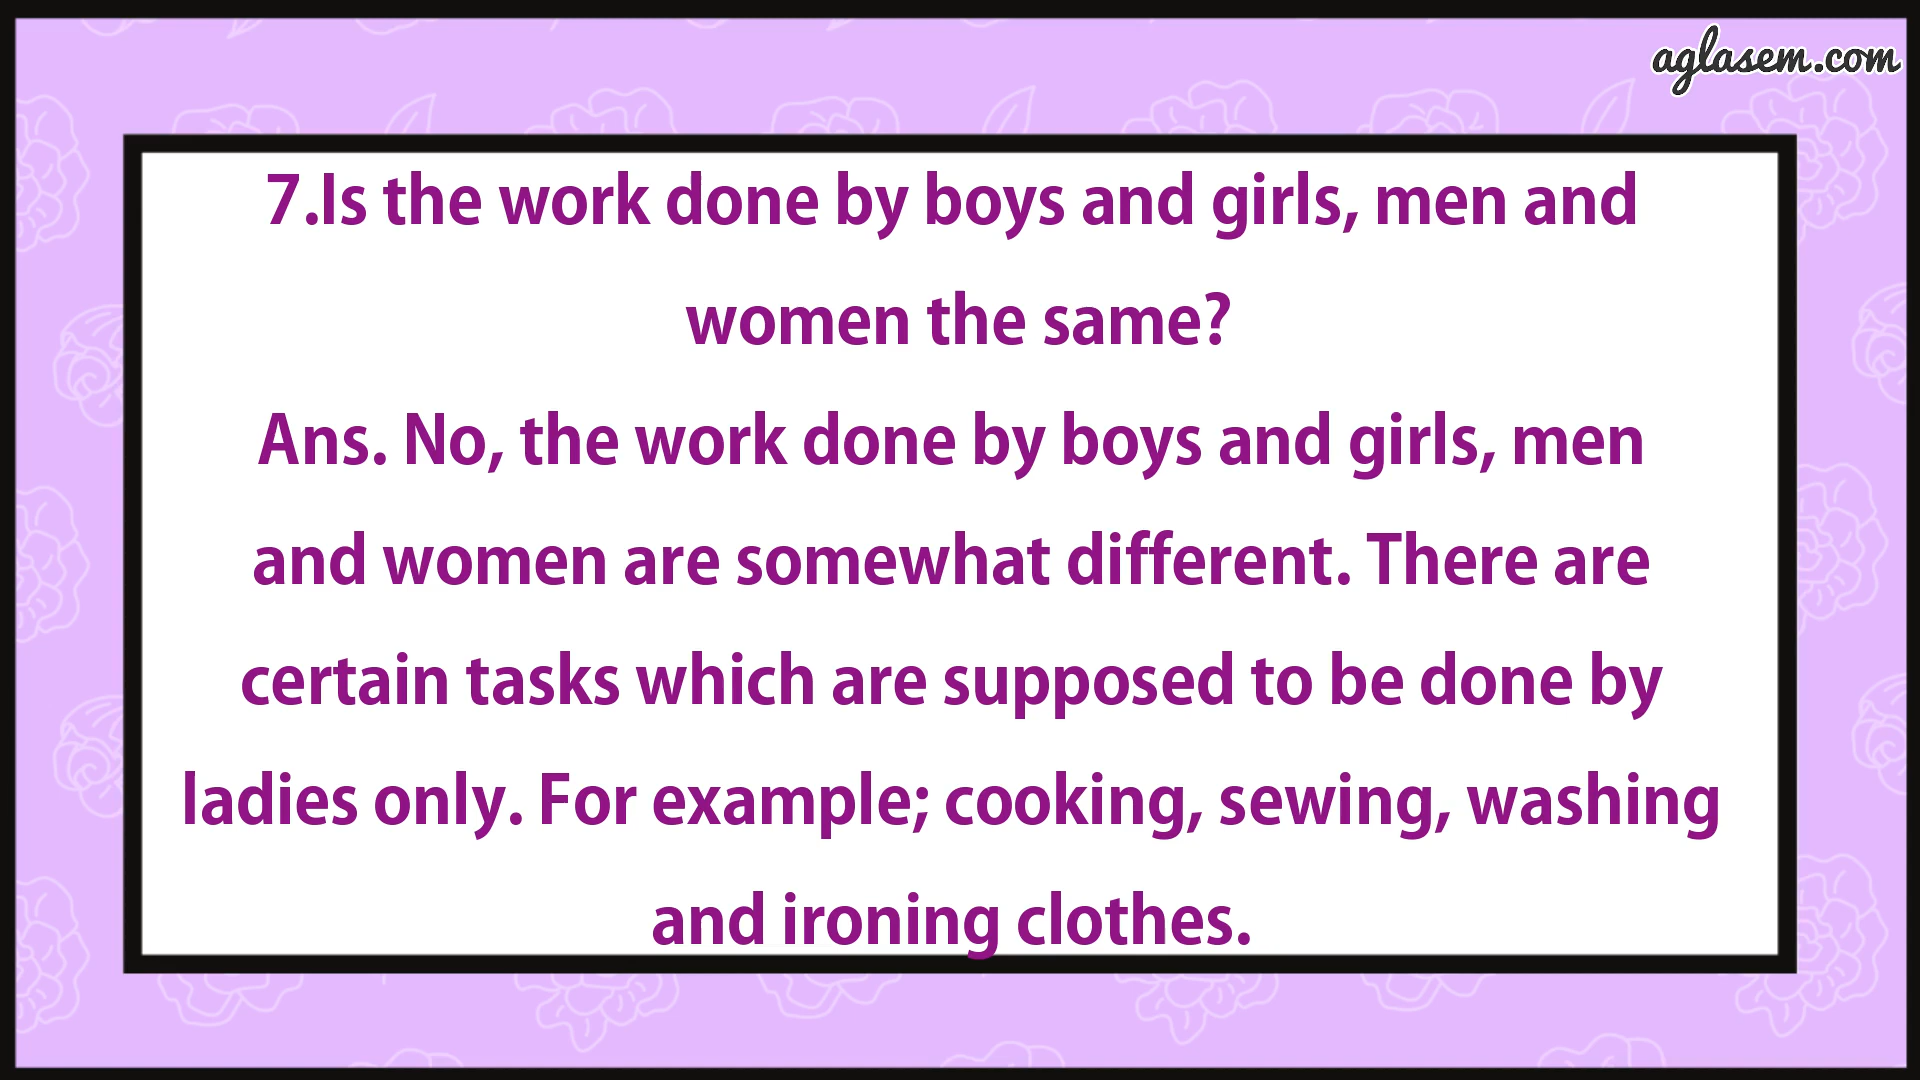 aglasem.com
7.Is the work done by boys and girls, men and
women the same?
Ans. No, the work done by boys and girls, men
and women are somewhat different. There are
certain tasks which are supposed to be done by
ladies only. For example; cooking, sewing, washing
and ironing clothes.